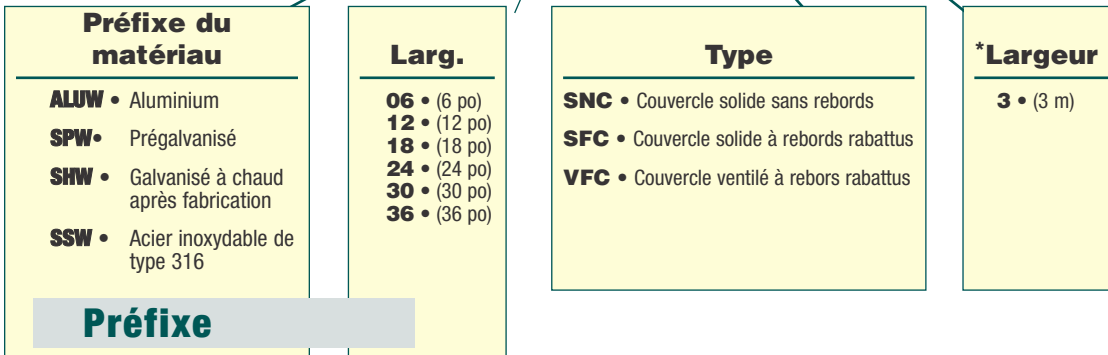 Préfixe du
matériau
ALUW • Aluminium
SPW• Prégalvanisé
SHW • Galvanisé à chaud
après fabrication
SSW • Acier inoxydable de
type 316
Préfixe
Larg.
06 • (6 po)
12 • (12 po)
18 • (18 po)
24 • (24 po)
30 • (30 po)
36 • (36 po)
Type
SNC • Couvercle solide sans rebords
SFC • Couvercle solide à rebords rabattus
VFC • Couvercle ventilé à rebors rabattus
*Largeur
3 • (3 m)